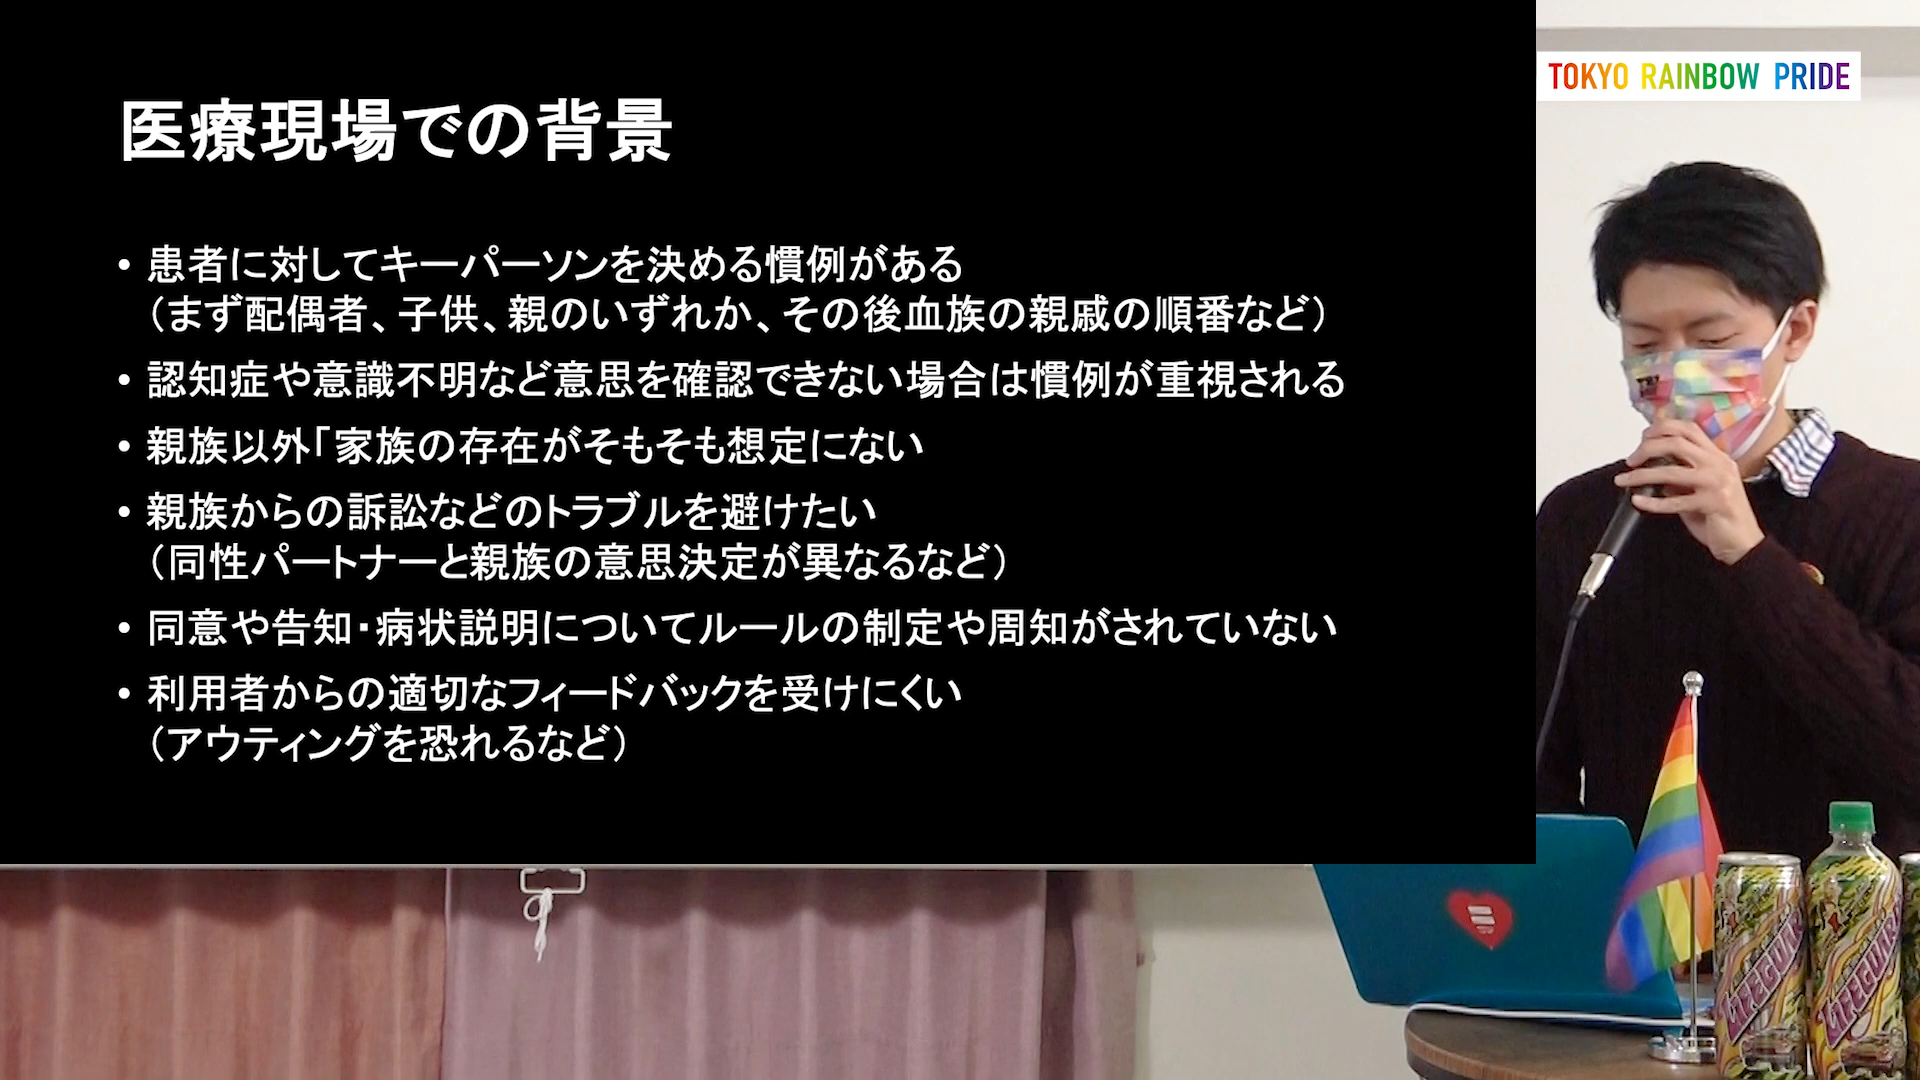 医療現場での背景
• 患者に対してキーパーソンを決める慣例がある
（まず配偶者、子供、親のいずれか、その後血族の親戚の順番など）
• 認知症や意識不明など意思を確認できない場合は慣例が重視される
• 親族以外「家族の存在がそもそも想定にない
• 親族からの訴訟などのトラブルを避けたい
（同性パートナーと親族の意思決定が異なるなど）
• 同意や告知・病状説明についてルールの制定や周知がされていない
• 利用者からの適切なフィードバックを受けにくい
（アウティングを恐れるなど）
TOKYO RAINBOW PRIDE
LIFEGUARD
LIFEGUARD